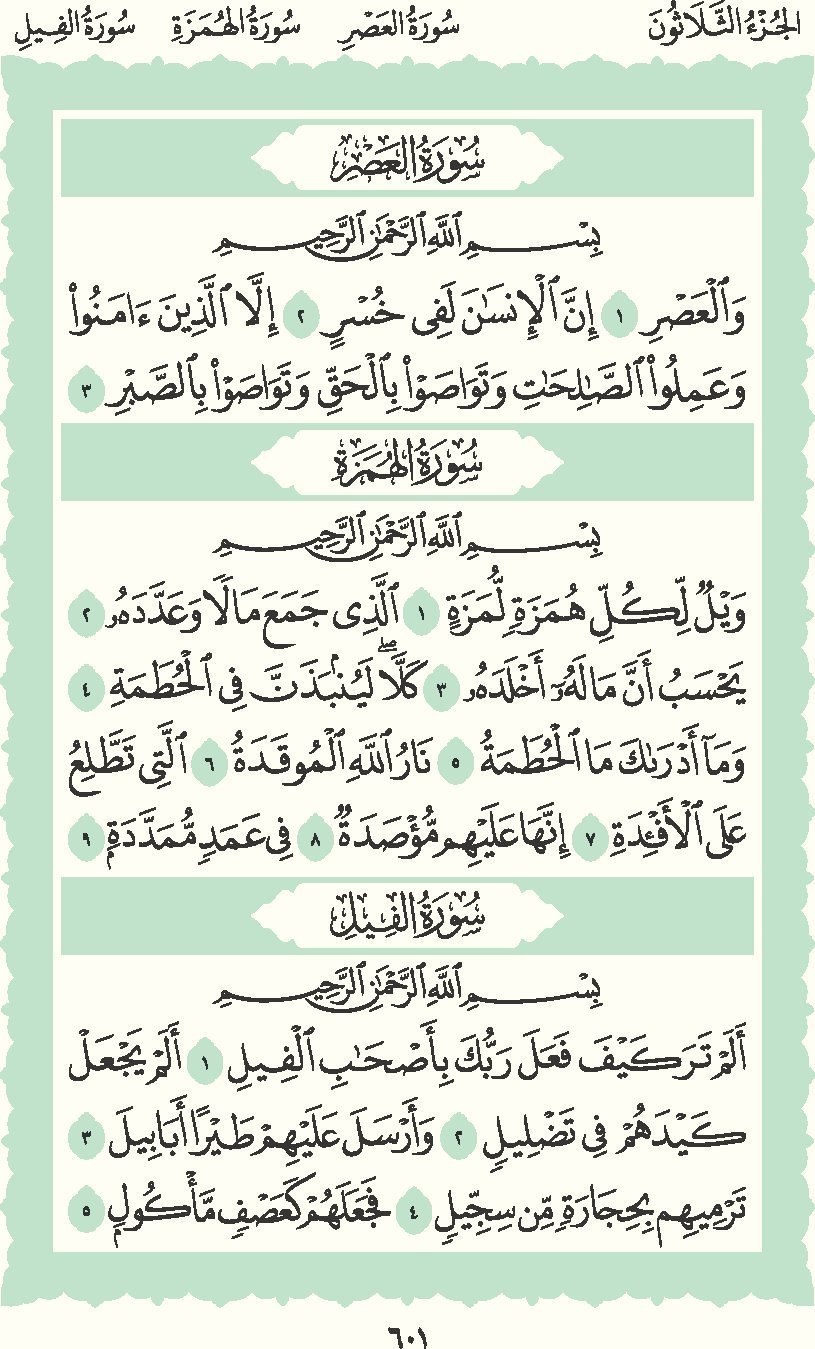 الجُزْءُ الثَّلَاثُونَ سُورَةُ العَصْرِ سُورَةُ الهُمَزَةِ سُورَةُ الفِيلِ
سُورَةُ العَصْرِ
بِسْمِ ٱللَّهِ ٱلرَّحْمَٰنِ ٱلرَّحِيمِ
وَٱلْعَصْرِ ١ إِنَّ ٱلْإِنسَٰنَ لَفِى خُسْرٍ ٢ إِلَّا ٱلَّذِينَ ءَامَنُوا۟
وَعَمِلُوا۟ ٱلصَّٰلِحَٰتِ وَتَوَاصَوْا۟ بِٱلْحَقِّ وَتَوَاصَوْا۟ بِٱلصَّبْرِ ٣
سُورَةُ الهُمَزَةِ
بِسْمِ ٱللَّهِ ٱلرَّحْمَٰنِ ٱلرَّحِيمِ
وَيْلٌ لِّكُلِّ هُمَزَةٍ لُّمَزَةٍ ١ ٱلَّذِى جَمَعَ مَالًا وَعَدَّدَهُۥ ٢
يَحْسَبُ أَنَّ مَالَهُۥٓ أَخْلَدَهُۥ ٣ كَلَّا ۖ لَيُنۢبَذَنَّ فِى ٱلْحُطَمَةِ ٤
وَمَآ أَدْرَىٰكَ مَا ٱلْحُطَمَةُ ٥ نَارُ ٱللَّهِ ٱلْمُوقَدَةُ ٦ ٱلَّتِى تَطَّلِعُ
عَلَى ٱلْأَفْـِٔدَةِ ٧ إِنَّهَا عَلَيْهِم مُّؤْصَدَةٌ ٨ فِى عَمَدٍ مُّمَدَّدَةٍۭ ٩
سُورَةُ الفِيلِ
بِسْمِ ٱللَّهِ ٱلرَّحْمَٰنِ ٱلرَّحِيمِ
أَلَمْ تَرَ كَيْفَ فَعَلَ رَبُّكَ بِأَصْحَٰبِ ٱلْفِيلِ ١ أَلَمْ يَجْعَلْ
كَيْدَهُمْ فِى تَضْلِيلٍ ٢ وَأَرْسَلَ عَلَيْهِمْ طَيْرًا أَبَابِيلَ ٣
تَرْمِيهِم بِحِجَارَةٍ مِّن سِجِّيلٍ ٤ فَجَعَلَهُمْ كَعَصْفٍ مَّأْكُولٍۭ ٥
٦٠١